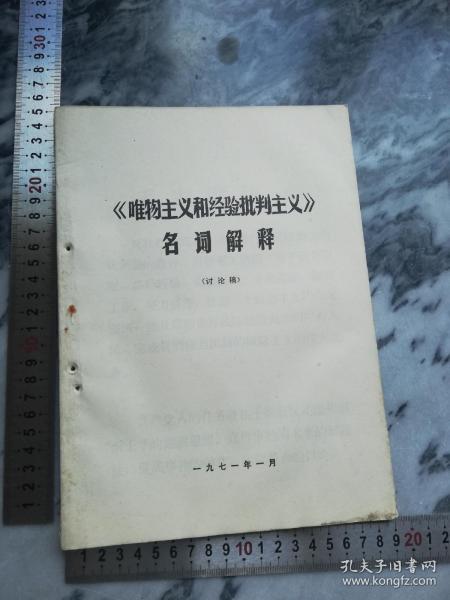 《唯物主义和经验批判主义》
名词解释
（讨论稿）
一九七一年一月
孔夫子旧书网
www.kongfz.com